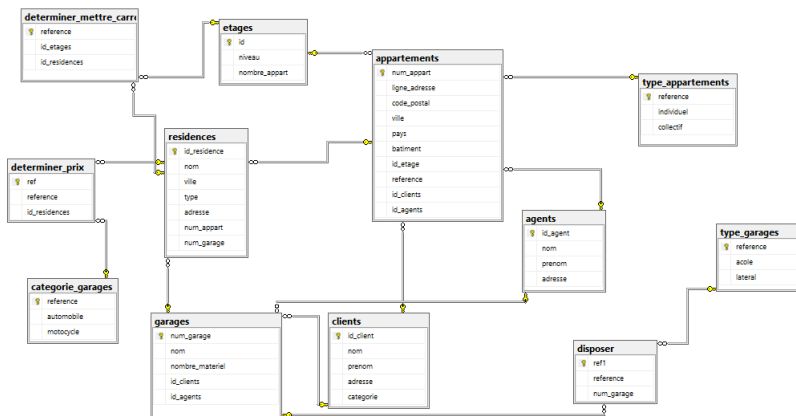 determiner_mettre_carre
reference
id_etages
id_residences
etages
id
niveau
nombre_appart
appartements
num_appart
ligne_adresse
code_postal
ville
pays
batiment
id_etage
reference
id_clients
id_agents
type_appartements
reference
individuel
collectif
residences
id_residence
nom
ville
type
adresse
num_appart
num_garage
determiner_prix
ref
reference
id_residences
agents
id_agent
nom
prenom
adresse
type_garages
reference
acole
lateral
categorie_garages
reference
automobile
motocycle
garages
num_garage
nom
nombre_materiel
id_clients
id_agents
clients
id_client
nom
prenom
adresse
categorie
disposer
ref1
reference
num_garage